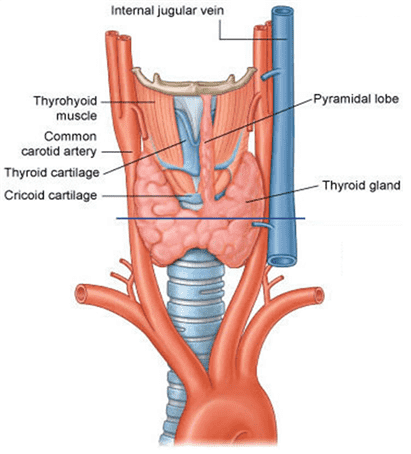 Internal jugular vein
Thyrohyoid
muscle
Common
carotid artery
Thyroid cartilage
Cricoid cartilage
Pyramidal lobe
Thyroid gland